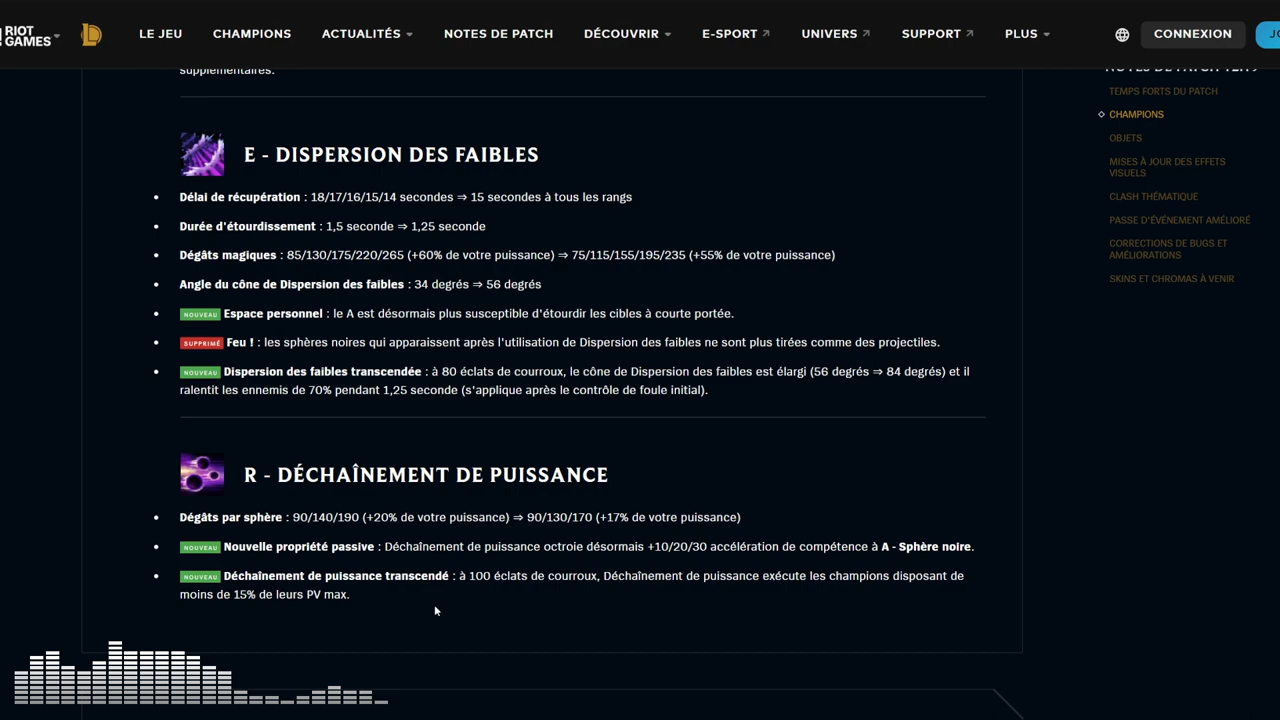 RIOT GAMES
LE JEU CHAMPIONS ACTUALITÉS NOTES DE PATCH DÉCOUVRIR E-SPORT UNIVERS SUPPORT PLUS CONNEXION
supplémentaires.
E - DISPERSION DES FAIBLES
Délai de récupération : 18/17/16/15/14 secondes ⇒ 15 secondes à tous les rangs
Durée d'étourdissement : 1,5 seconde ⇒ 1,25 seconde
Dégâts magiques : 85/130/175/220/265 (+60% de votre puissance) ⇒ 75/115/155/195/235 (+55% de votre puissance)
Angle du cône de Dispersion des faibles : 34 degrés ⇒ 56 degrés
NOUVEAU Espace personnel : le A est désormais plus susceptible d'étourdir les cibles à courte portée.
SUPPRIMÉ Feu ! : les sphères noires qui apparaissent après l'utilisation de Dispersion des faibles ne sont plus tirées comme des projectiles.
NOUVEAU Dispersion des faibles transcendée : à 80 éclats de courroux, le cône de Dispersion des faibles est élargi (56 degrés ⇒ 84 degrés) et il
ralentit les ennemis de 70% pendant 1,25 seconde (s'applique après le contrôle de foule initial).
R - DÉCHAÎNEMENT DE PUISSANCE
Dégâts par sphère : 90/140/190 (+20% de votre puissance) ⇒ 90/130/170 (+17% de votre puissance)
NOUVEAU Nouvelle propriété passive : Déchaînement de puissance octroie désormais +10/20/30 accélération de compétence à A - Sphère noire.
NOUVEAU Déchaînement de puissance transcendé : à 100 éclats de courroux, Déchaînement de puissance exécute les champions disposant de
moins de 15% de leurs PV max.
TEMPS FORTS DU PATCH
CHAMPIONS
OBJETS
MISES À JOUR DES EFFETS
VISUELS
CLASH THÉMATIQUE
PASSE D'ÉVÉNEMENT AMÉLIORÉ
CORRECTIONS DE BUGS ET
AMÉLIORATIONS
SKINS ET CHROMAS À VENIR